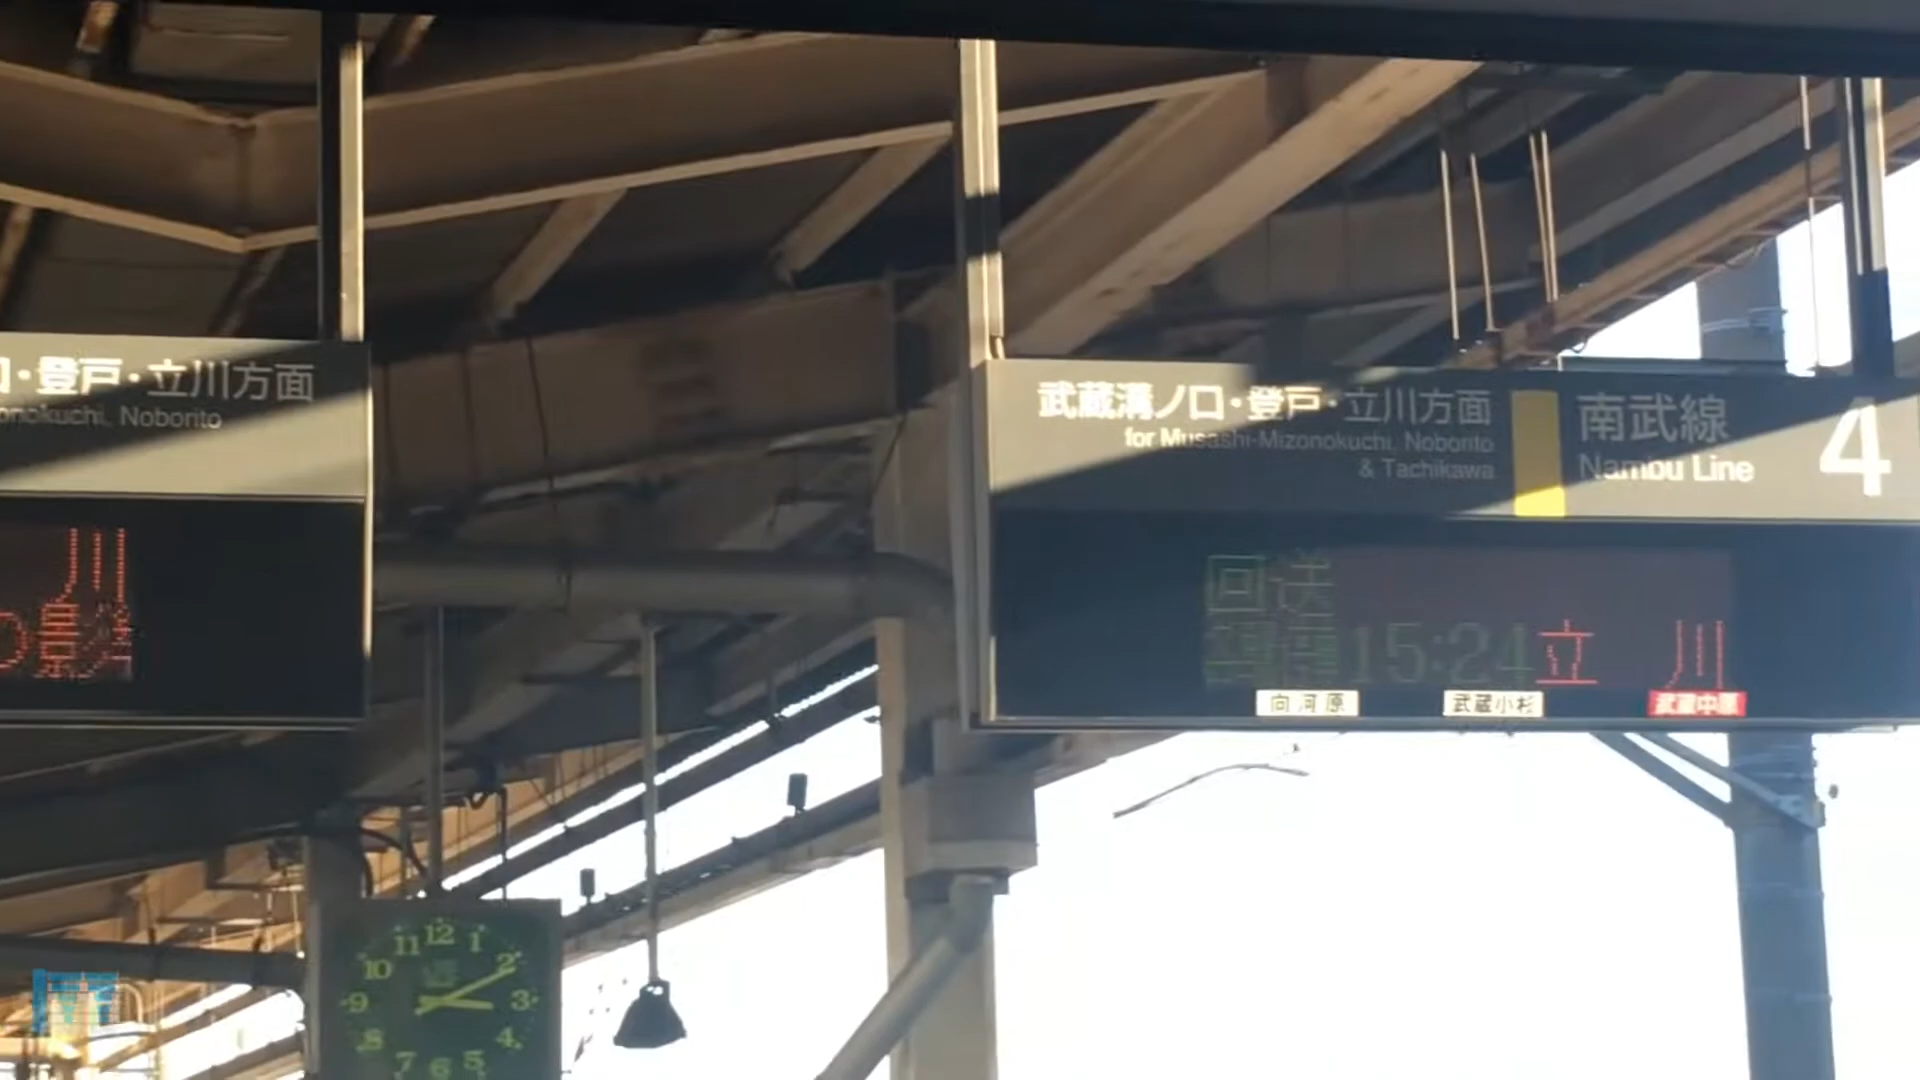 ・登戸・立川方面
onokuchi, Noborito
川
武蔵溝ノ口・登戸・立川方面
for Musashi-Mizonokuchi, Noborito
& Tachikawa
南武線
Nambu Line
4
回送
15:24 立川
向河原
武蔵小杉
武蔵中原
12
11
1
10
2
9
3
8
4
7
6
5